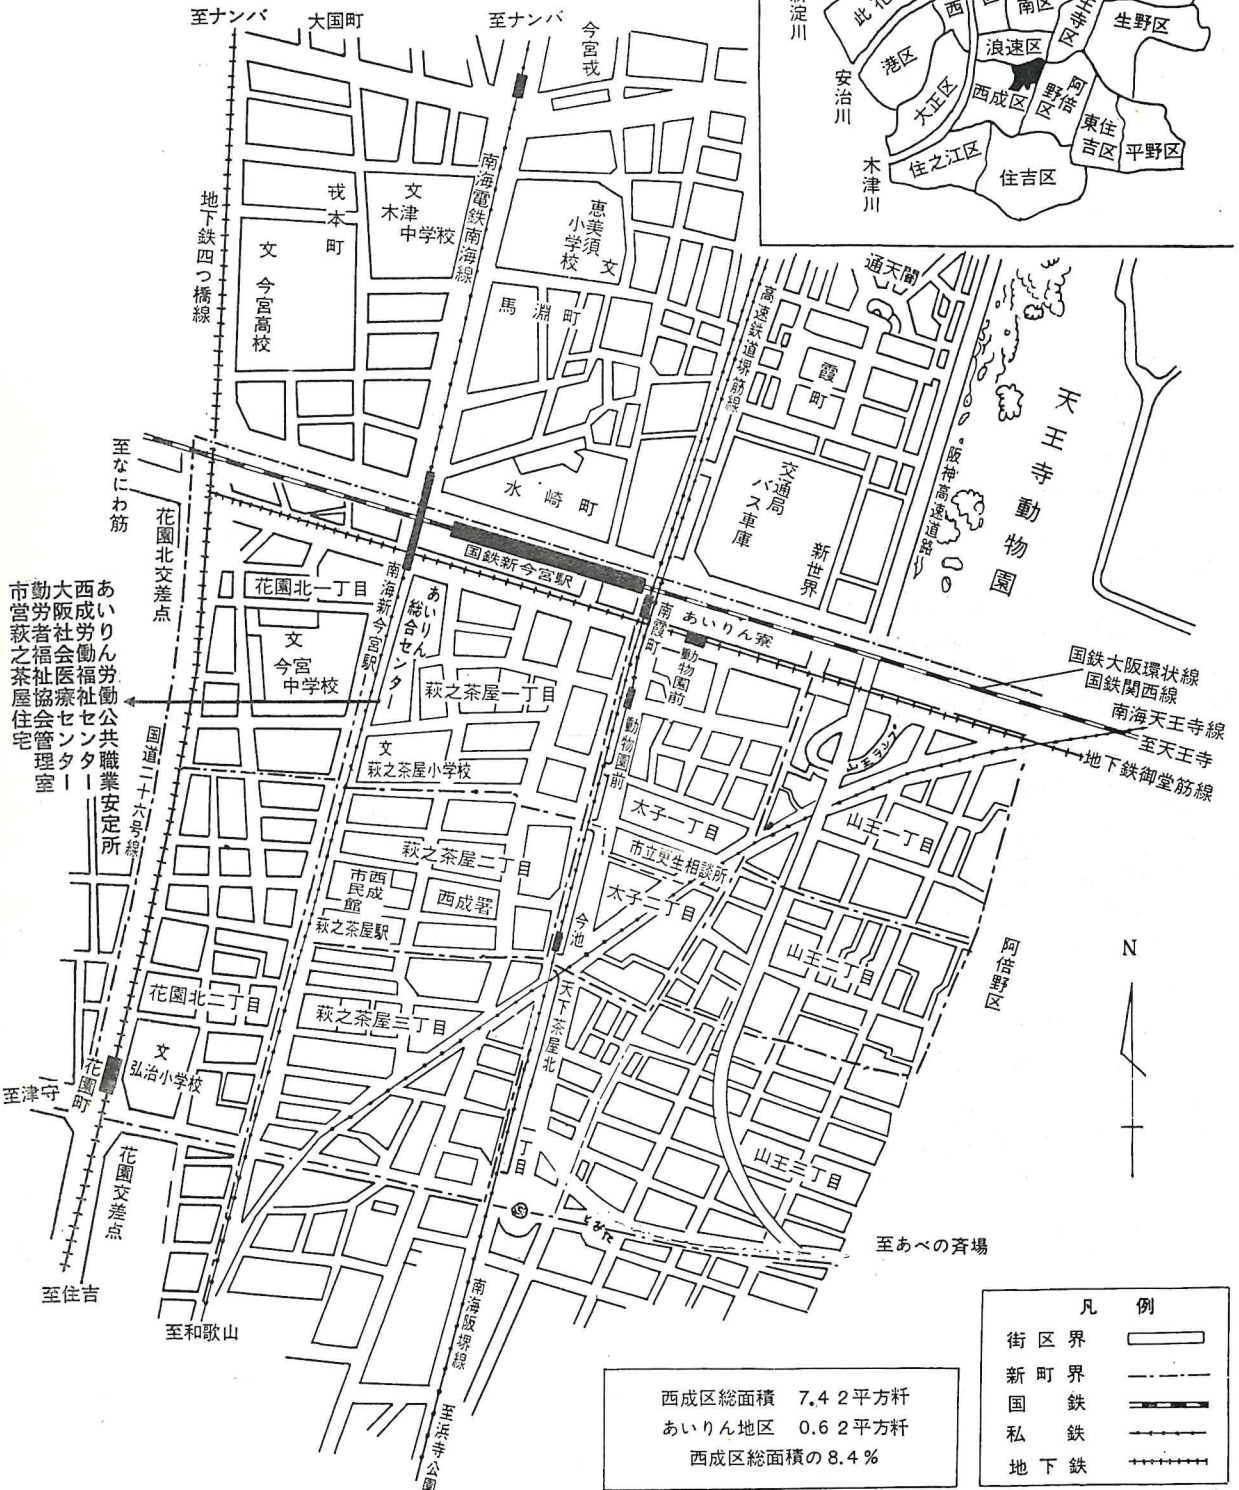 至ナンバ
大国町
至ナンバ
今宮戎
新淀川
安治川
木津川
此花
西
南区
王寺区
生野区
港区
浪速区
大正区
西成区
阿倍野区
東住吉区
平野区
住之江区
住吉区
地下鉄四つ橋線
戎本町
文
木津中学校
文
今宮高校
南海電鉄南海線
恵美須小学校
文
馬淵町
高速鉄道堺筋線
通天閣
霞町
天王寺動物園
阪神高速道路
交通局バス車庫
新世界
水崎町
至なにわ筋
花園北交差点
国鉄新今宮駅
花園北一丁目
南海新今宮駅
あいりん総合センター
南霞町
あいりん寮
動物園前
文
今宮中学校
萩之茶屋一丁目
動物園前
国鉄大阪環状線
国鉄関西線
南海天王寺線
至天王寺
地下鉄御堂筋線
あいりん労働公共職業安定所
西成労働福祉センター
大阪社会医療センター
勤労者福祉協会管理室
市営萩之茶屋住宅
国道二十六号線
文
萩之茶屋小学校
山王ランプ
太子一丁目
山王一丁目
萩之茶屋二丁目
市立更生相談所
西成市民館
西成署
太子二丁目
萩之茶屋駅
今池
山王二丁目
阿倍野区
N
花園北二丁目
萩之茶屋三丁目
天下茶屋北一丁目
文
弘治小学校
花園町
至津守
花園交差点
山王三丁目
とみた
至あべの斉場
至住吉
至和歌山
南海阪堺線
至浜寺公園
西成区総面積 7.42平方粁
あいりん地区 0.62平方粁
西成区総面積の8.4%
凡例
街区界
新町界
国鉄
私鉄
地下鉄